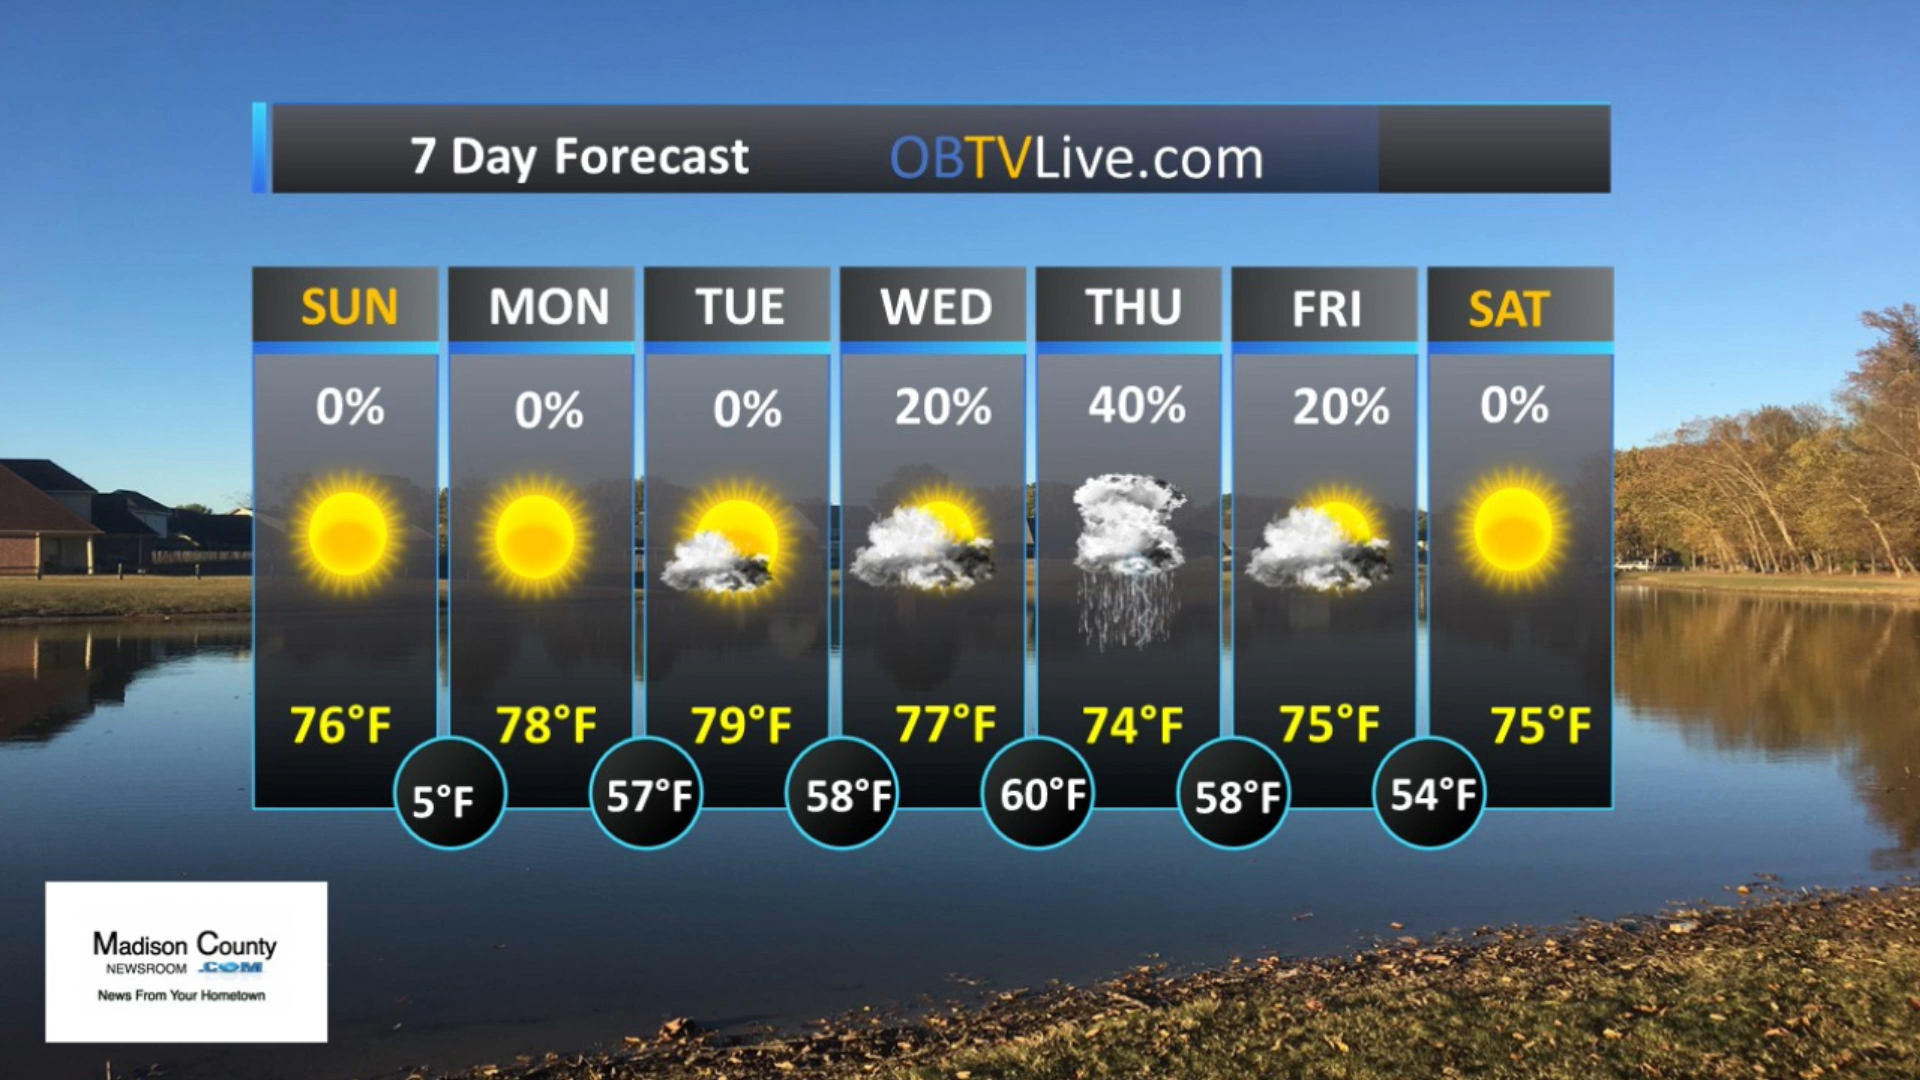 7 Day Forecast OBTVLive.com
SUN MON TUE WED THU FRI SAT
0% 0% 0% 20% 40% 20% 0%
76°F 78°F 79°F 77°F 74°F 75°F 75°F
5°F 57°F 58°F 60°F 58°F 54°F
Madison County
NEWSROOM .COM
News From Your Hometown